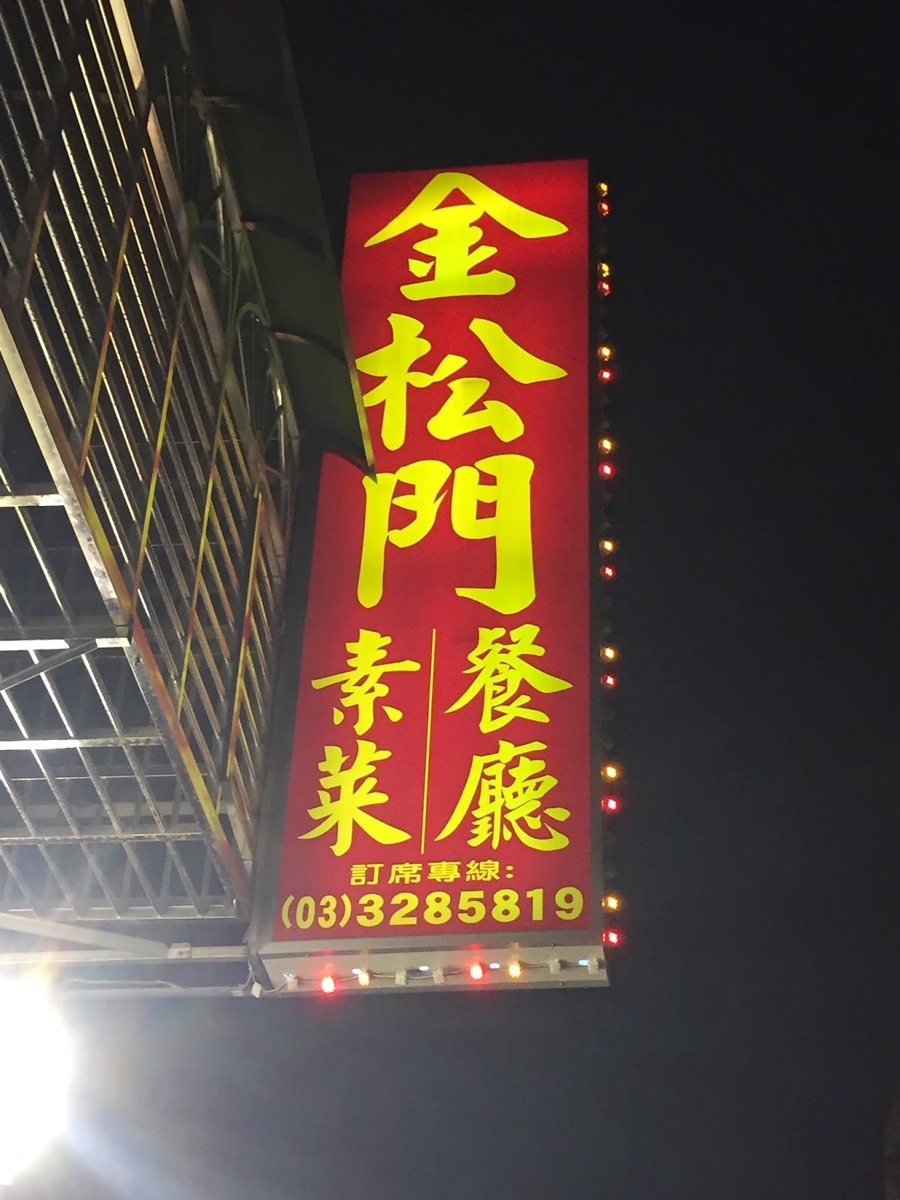 金松門
餐廳
素菜
訂席專線:
(03)3285819